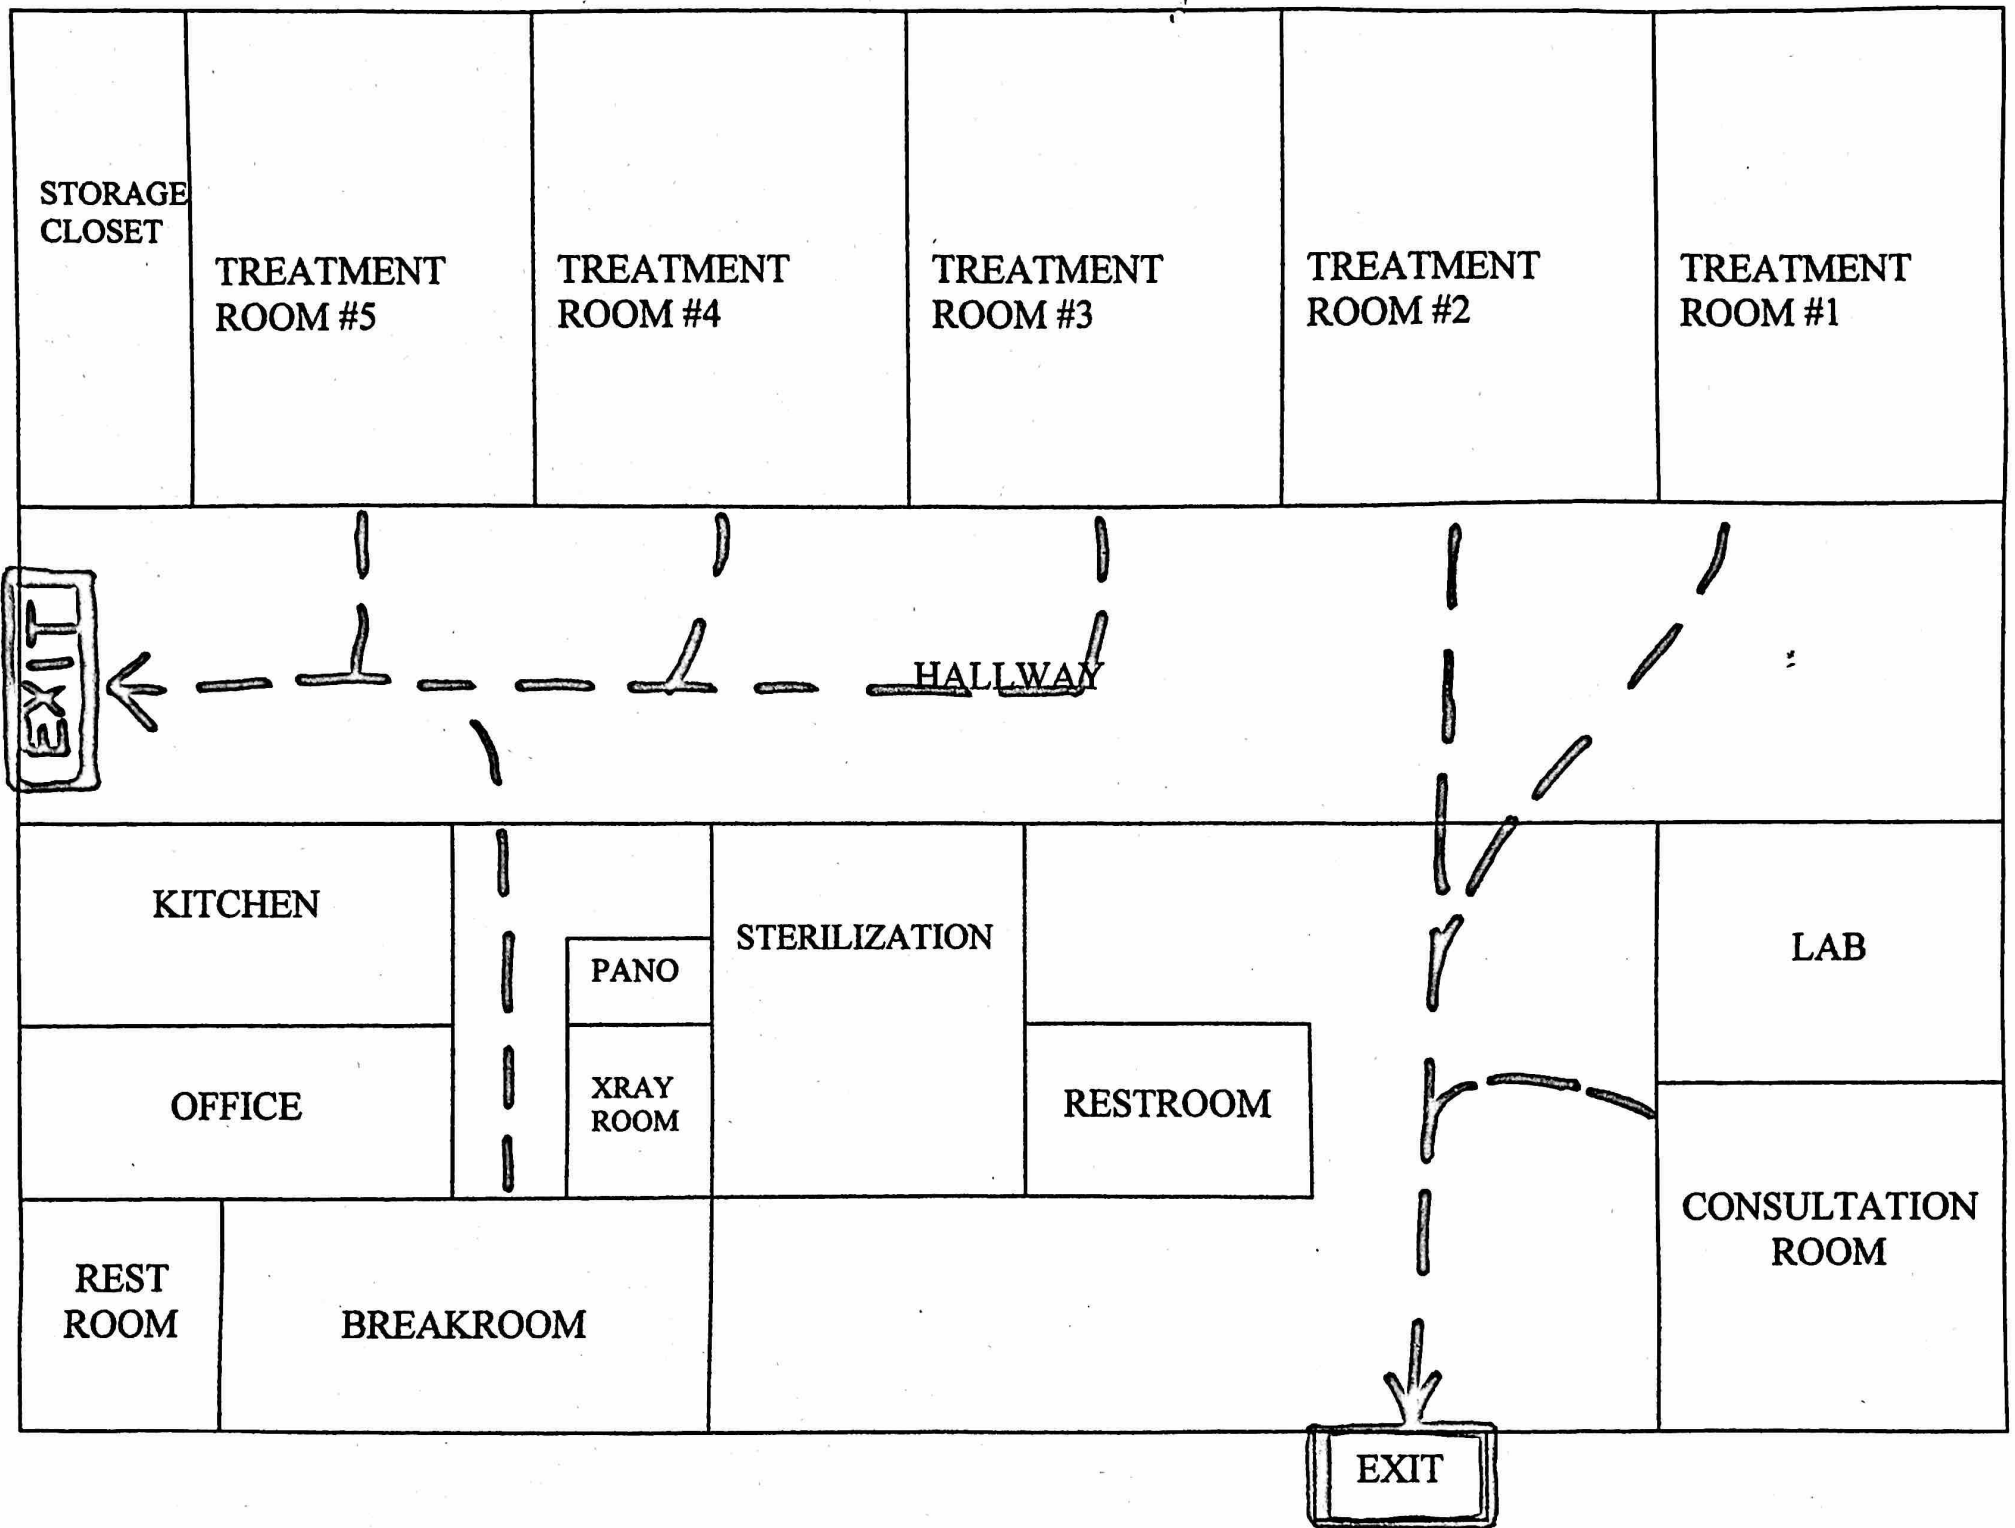 STORAGE
CLOSET
TREATMENT
ROOM #5
TREATMENT
ROOM #4
TREATMENT
ROOM #3
TREATMENT
ROOM #2
TREATMENT
ROOM #1
EXIT
HALLWAY
KITCHEN
PANO
STERILIZATION
LAB
OFFICE
XRAY
ROOM
RESTROOM
CONSULTATION
ROOM
REST
ROOM
BREAKROOM
EXIT